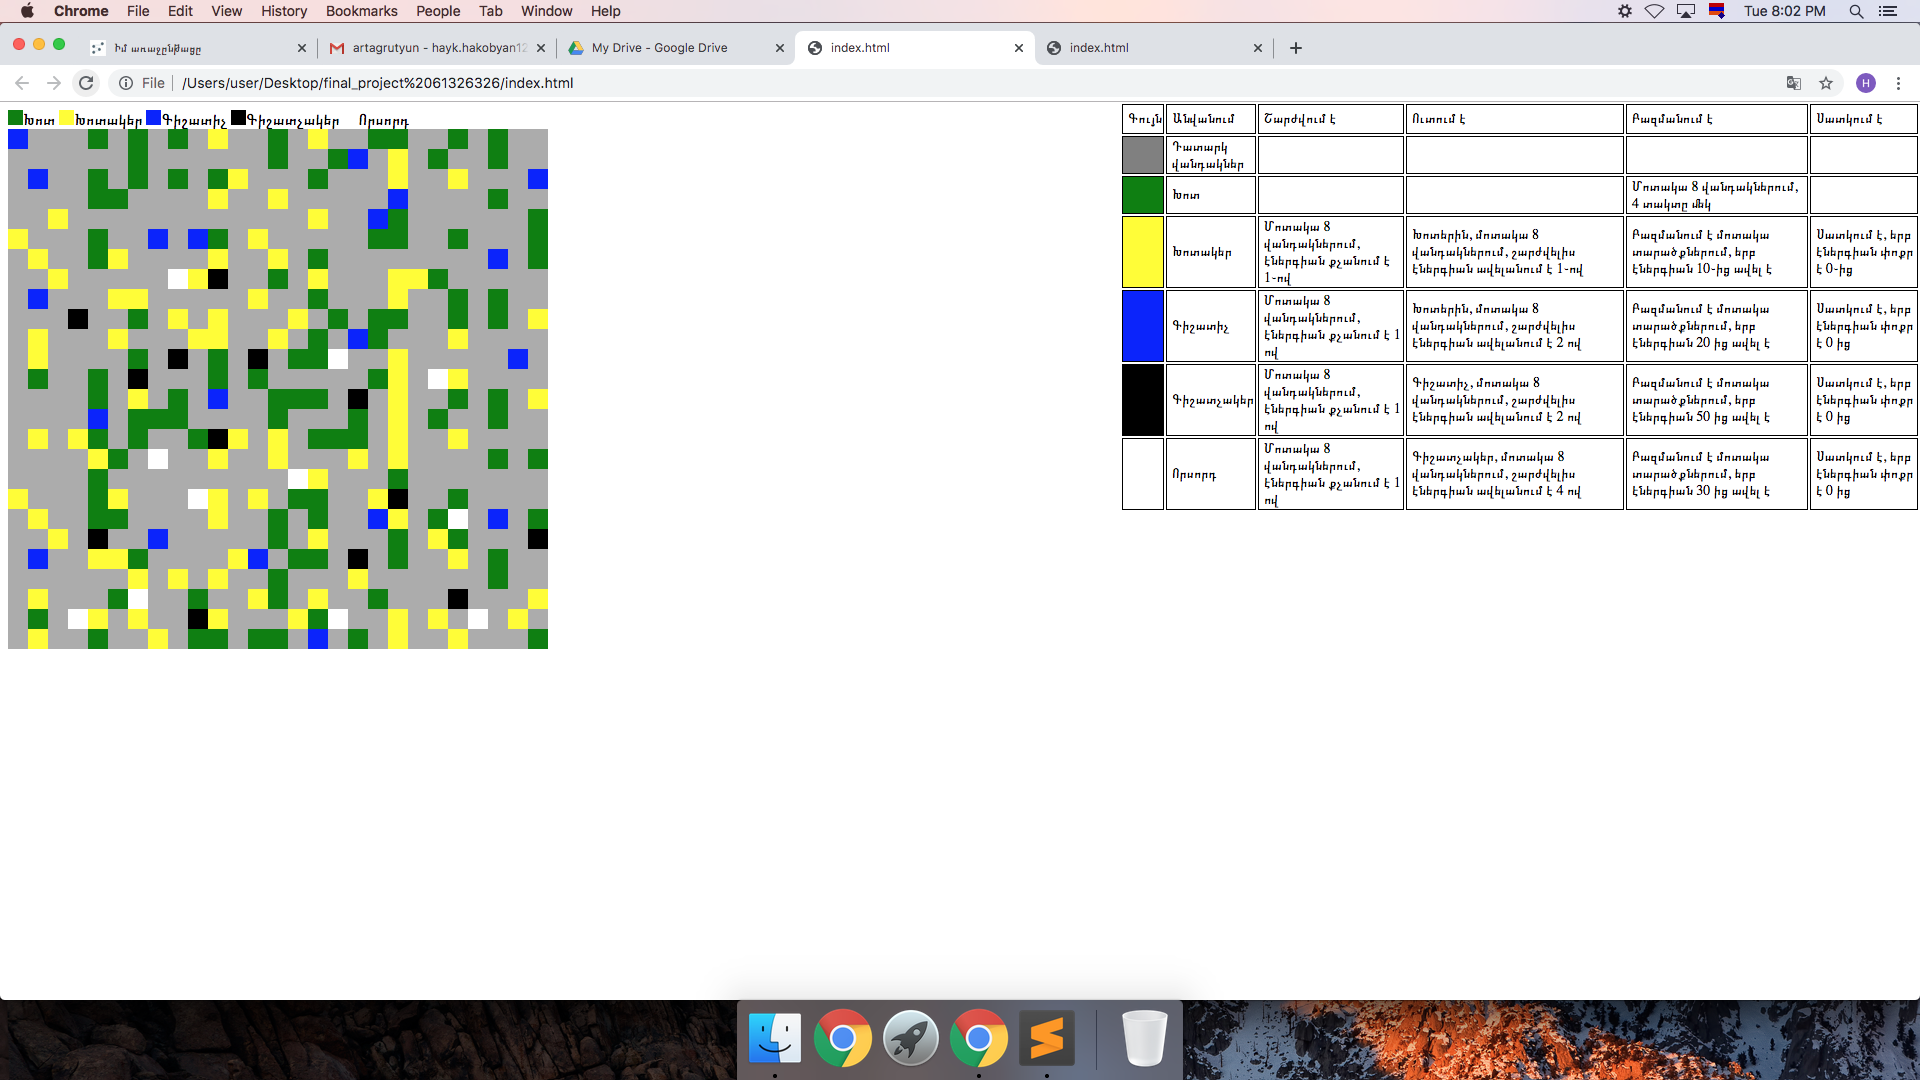 Chrome File Edit View History Bookmarks People Tab Window Help Tue 8:02 PM
Իմ առաջընթացը artagrutyun - hayk.hakobyan12 My Drive - Google Drive index.html index.html
File /Users/user/Desktop/final_project%2061326326/index.html H
Խոտ Խոտակեր Գիշատիչ Գիշատչակեր Որսորդ
Գույն Անվանում Շարժվում է Ուտում է Բազմանում է Սատկում է
Դատարկ
վանդակներ
Խոտ
Մոտակա 8 վանդակներում,
4 տակտը մեկ
Խոտակեր
Մոտակա 8
վանդակներում,
էներգիան քչանում է
1-ով
Խոտերին, մոտակա 8
վանդակներում, շարժվելիս
էներգիան ավելանում է 1-ով
Բազմանում է մոտակա
տարածքներում, երբ
էներգիան 10-ից ավել է
Սատկում է, երբ
էներգիան փոքր
է 0-ից
Գիշատիչ
Մոտակա 8
վանդակներում,
էներգիան քչանում է 1
ով
Խոտերին, մոտակա 8
վանդակներում, շարժվելիս
էներգիան ավելանում է 2 ով
Բազմանում է մոտակա
տարածքներում, երբ
էներգիան 20 ից ավել է
Սատկում է, երբ
էներգիան փոքր
է 0 ից
Գիշատչակեր
Մոտակա 8
վանդակներում,
էներգիան քչանում է 1
ով
Գիշատիչ, մոտակա 8
վանդակներում, շարժվելիս
էներգիան ավելանում է 2 ով
Բազմանում է մոտակա
տարածքներում, երբ
էներգիան 50 ից ավել է
Սատկում է, երբ
էներգիան փոքր
է 0 ից
Որսորդ
Մոտակա 8
վանդակներում,
էներգիան քչանում է 1
ով
Գիշատչակեր, մոտակա 8
վանդակներում, շարժվելիս
էներգիան ավելանում է 4 ով
Բազմանում է մոտակա
տարածքներում, երբ
էներգիան 30 ից ավել է
Սատկում է, երբ
էներգիան փոքր
է 0 ից